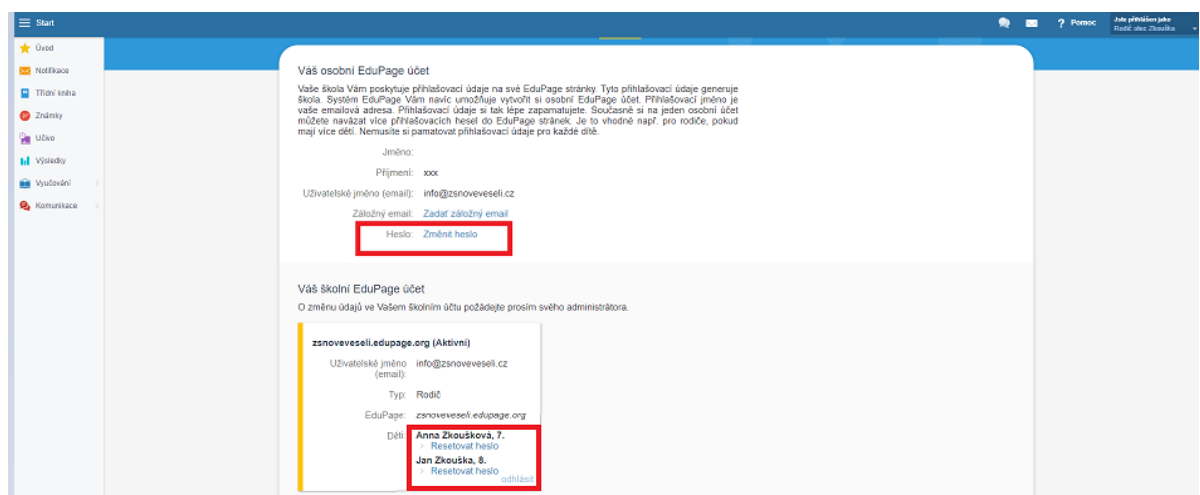 Start
Pomoc
Jste přihlášen jako
Rodič otec Zkouška
Úvod
Notifikace
Třídní kniha
Známky
Učivo
Výsledky
Vyučování
Komunikace
Váš osobní EduPage účet
Vaše škola Vám poskytuje přihlašovací údaje na své EduPage stránky. Tyto přihlašovací údaje generuje
škola. Systém EduPage Vám navíc umožňuje vytvořit si osobní EduPage účet. Přihlašovací jméno je
vaše emailová adresa. Přihlašovací údaje si tak lépe zapamatujete. Současně si na jeden osobní účet
můžete navázat více přihlašovacích hesel do EduPage stránek. Je to vhodné např. pro rodiče, pokud
mají více dětí. Nemusíte si pamatovat přihlašovací údaje pro každé dítě.
Jméno:
Příjmení: xxx
Uživatelské jméno (email): info@zsnoveveseli.cz
Záložný email: Zadať záložný email
Heslo: Změnit heslo
Váš školní EduPage účet
O změnu údajů ve Vašem školním účtu požádejte prosím svého administrátora.
zsnoveveseli.edupage.org (Aktivní)
Uživatelské jméno info@zsnoveveseli.cz
(email):
Typ: Rodič
EduPage: zsnoveveseli.edupage.org
Děti: Anna Zkoušková, 7.
Resetovat heslo
Jan Zkouška, 8.
Resetovat heslo
odhlásit